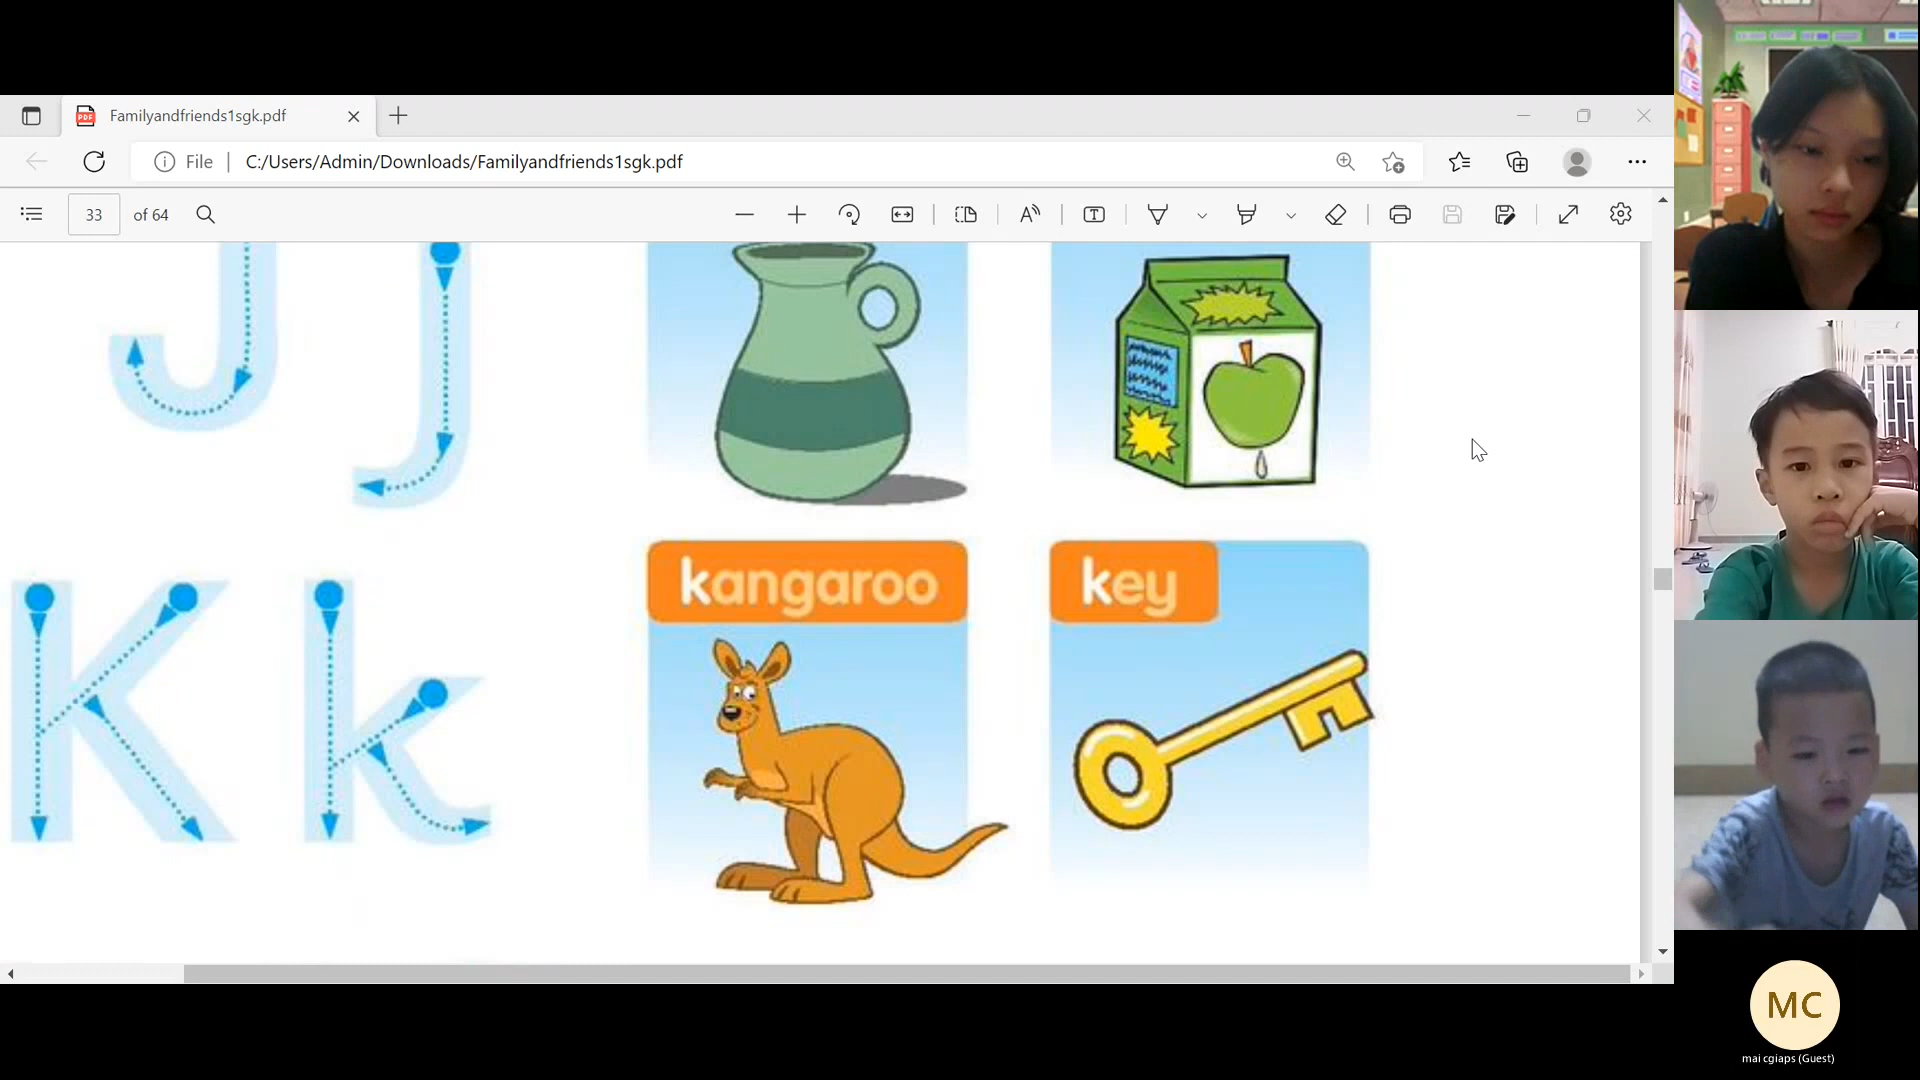 Familyandfriends1sgk.pdf
File
C:/Users/Admin/Downloads/Familyandfriends1sgk.pdf
33 of 64
J j
K k
kangaroo
key
MC
mai cgiaps (Guest)